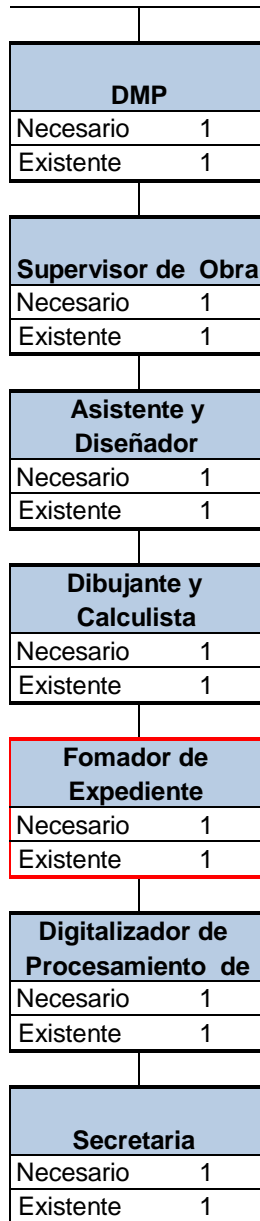 DMP
Necesario 1
Existente 1
Supervisor de Obra
Necesario 1
Existente 1
Asistente y
Diseñador
Necesario 1
Existente 1
Dibujante y
Calculista
Necesario 1
Existente 1
Fomador de
Expediente
Necesario 1
Existente 1
Digitalizador de
Procesamiento de
Necesario 1
Existente 1
Secretaria
Necesario 1
Existente 1